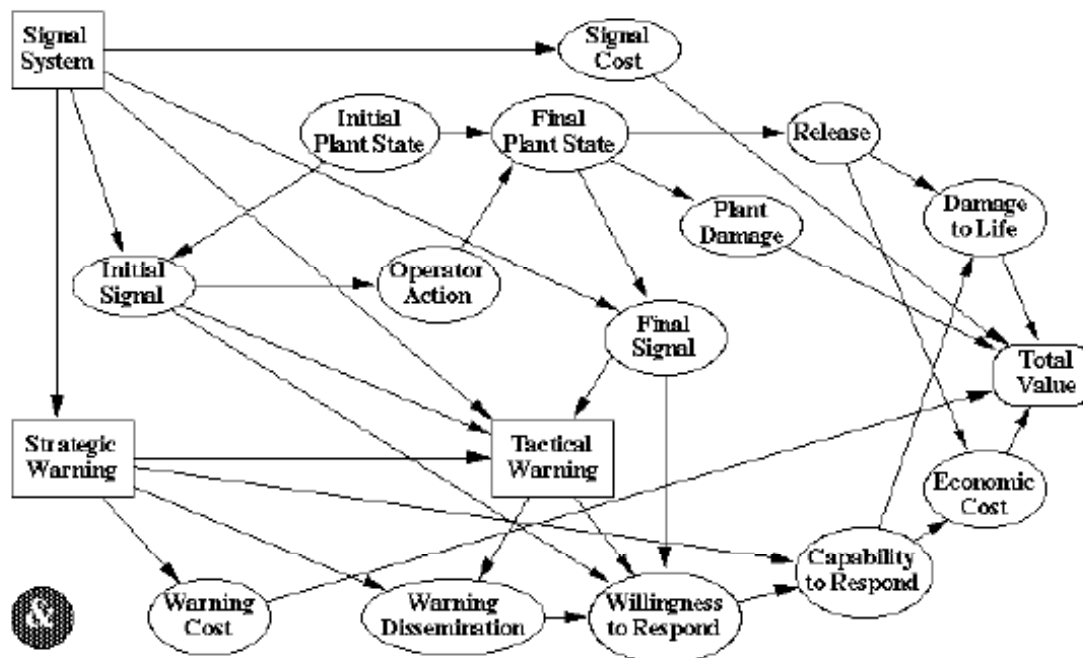 Signal
System
Signal
Cost
Initial
Plant State
Final
Plant State
Release
Plant
Damage
Damage
to Life
Initial
Signal
Operator
Action
Final
Signal
Total
Value
Strategic
Warning
Tactical
Warning
Economic
Cost
Capability
to Respond
Warning
Cost
Warning
Dissemination
Willingness
to Respond
&